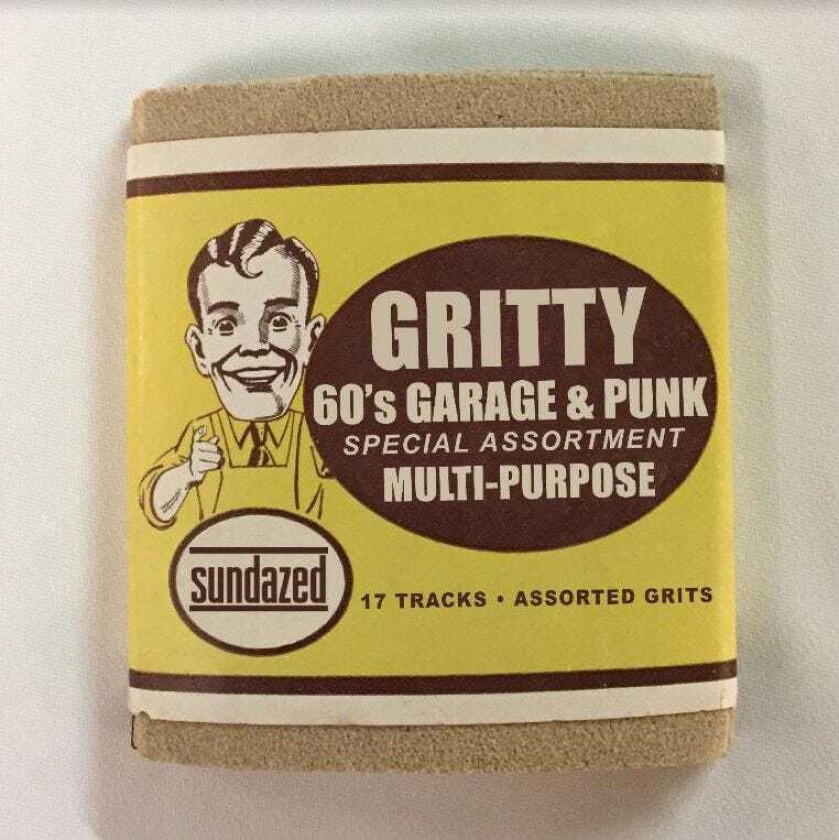 GRITTY
60's GARAGE & PUNK
SPECIAL ASSORTMENT
MULTI-PURPOSE
sundazed
17 TRACKS • ASSORTED GRITS